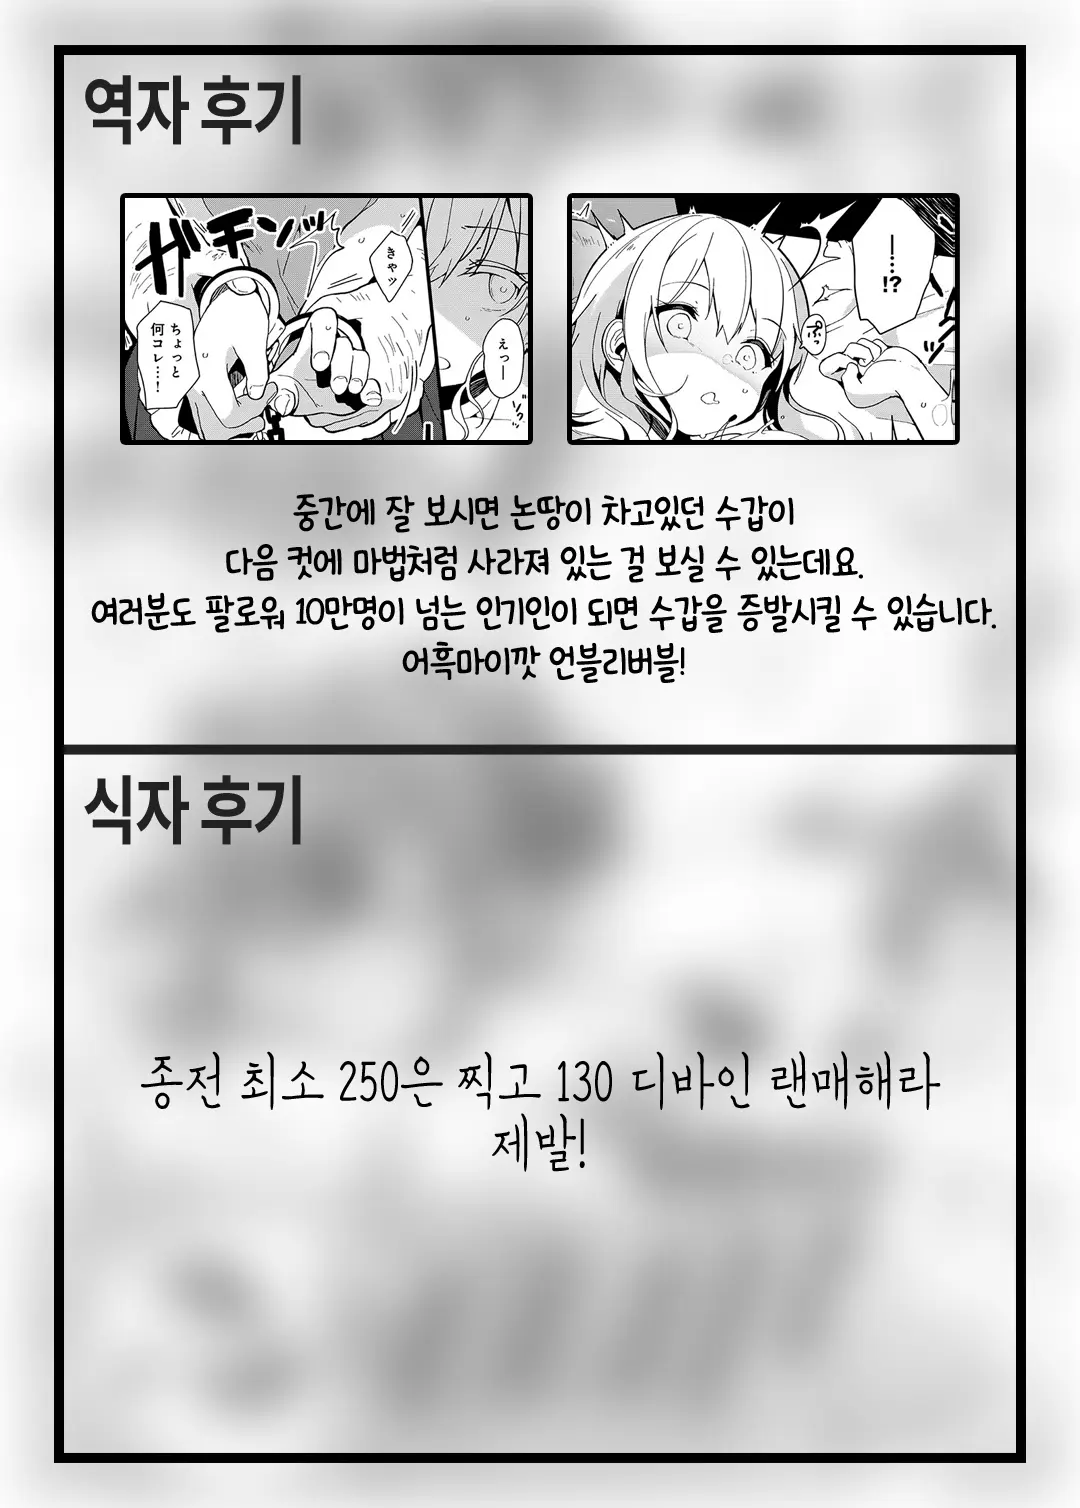 역자 후기
ガチンッ
きゃッ
ちょっと
何コレ…!
えっー
ぷっ
ー……!?
중간에 잘 보시면 논땅이 차고있던 수갑이
다음 컷에 마법처럼 사라져 있는 걸 보실 수 있는데요.
여러분도 팔로워 10만명이 넘는 인기인이 되면 수갑을 증발시킬 수 있습니다.
어흑마이깟 언블리버블!
식자 후기
종전 최소 250은 찍고 130 디바인 랜매해라
제발!